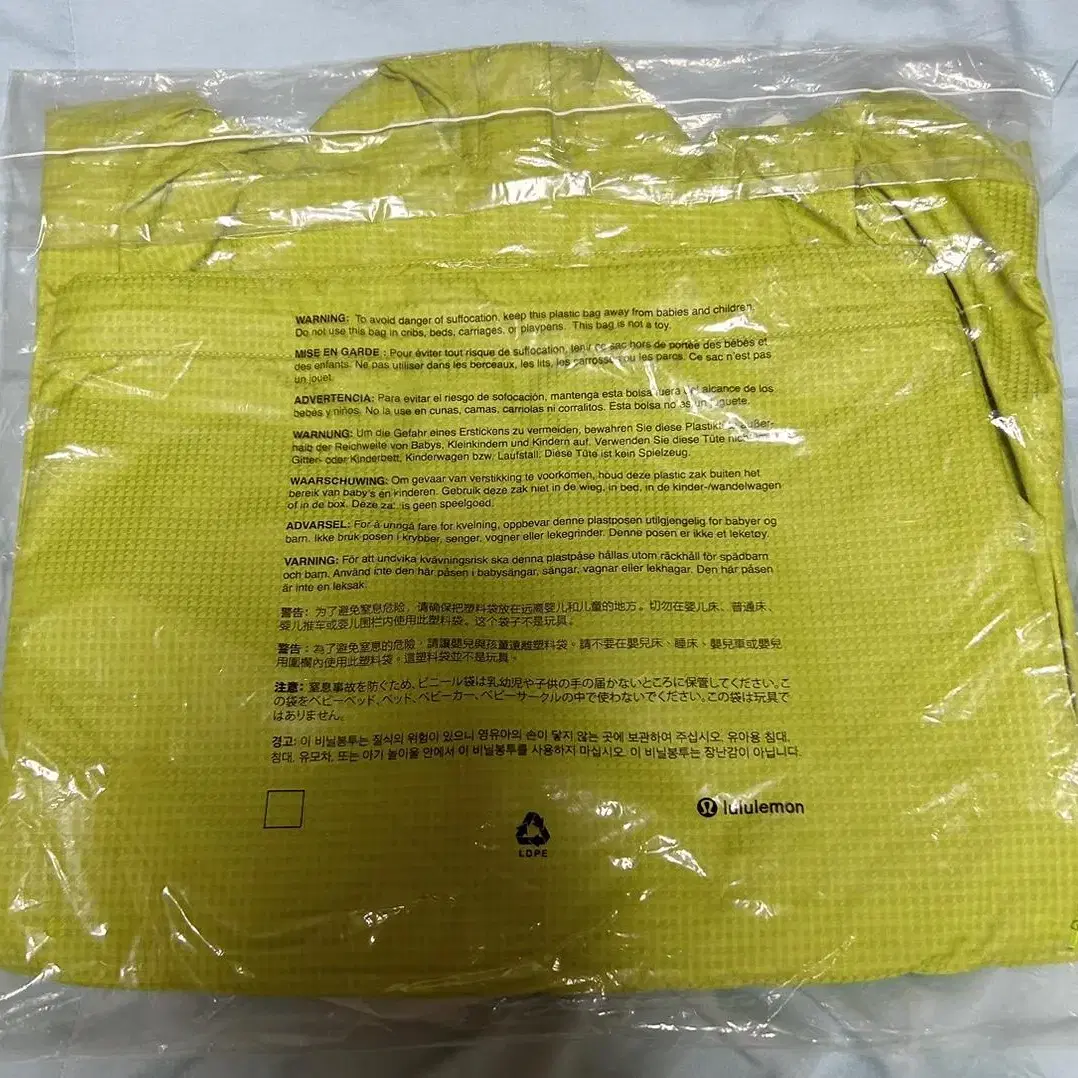 WARNING: To avoid danger of suffocation, keep this plastic bag away from babies and children.
Do not use this bag in cribs, beds, carriages, or playpens. This bag is not a toy.
MISE EN GARDE : Pour éviter tout risque de suffocation, tenir ce sac hors de portée des bébés et
des enfants. Ne pas utiliser dans les berceaux, les lits, les carrosses ou les parcs. Ce sac n'est pas
un jouet.
ADVERTENCIA: Para evitar el riesgo de sofocación, mantenga esta bolsa fuera del alcance de los
bebés y niños. No la use en cunas, camas, carriolas ni corralitos. Esta bolsa no es un juguete.
WARNUNG: Um die Gefahr eines Erstickens zu vermeiden, bewahren Sie diese Plastiktüte außer-
halb der Reichweite von Babys, Kleinkindern und Kindern auf. Verwenden Sie diese Tüte nicht im
Gitter- oder Kinderbett, Kinderwagen bzw. Laufstall. Diese Tüte ist kein Spielzeug.
WAARSCHUWING: Om gevaar van verstikking te voorkomen, houd deze plastic zak buiten het
bereik van baby's en kinderen. Gebruik deze zak niet in de wieg, in bed, in de kinder-/wandelwagen
of in de box. Deze zak is geen speelgoed.
ADVARSEL: For å unngå fare for kvelning, oppbevar denne plastposen utilgjengelig for babyer og
barn. Ikke bruk posen i krybber, senger, vogner eller lekegrinder. Denne posen er ikke et leketøy.
VARNING: För att undvika kvävningsrisk ska denna plastpåse hållas utom räckhåll för spädbarn
och barn. Använd inte den här påsen i babysängar, sängar, vagnar eller lekhagar. Den här påsen
är inte en leksak.
警告: 为了避免窒息危险，请确保把塑料袋放在远离婴儿和儿童的地方。切勿在婴儿床、普通床、
婴儿推车或婴儿围栏内使用此塑料袋。这个袋子不是玩具。
警告: 為了避免窒息的危險，請讓嬰兒與孩童遠離塑料袋。請不要在嬰兒床、睡床、嬰兒車或嬰兒
用圍欄內使用此塑料袋。這塑料袋並不是玩具。
注意: 窒息事故を防ぐため、ビニール袋は乳幼児や子供の手の届かないところに保管してください。こ
の袋をベビーベッド、ベッド、ベビーカー、ベビーサークルの中で使わないでください。この袋は玩具で
はありません。
경고: 이 비닐봉투는 질식의 위험이 있으니 영유아의 손이 닿지 않는 곳에 보관하여 주십시오. 유아용 침대,
침대, 유모차, 또는 아기 놀이울 안에서 이 비닐봉투를 사용하지 마십시오. 이 비닐봉투는 장난감이 아닙니다.
lululemon
LDPE